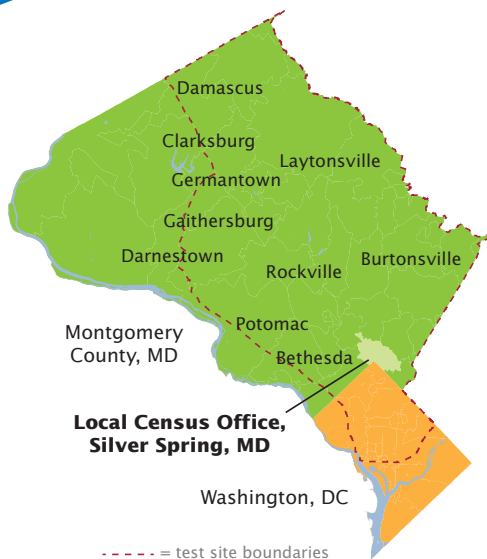 Damascus
Clarksburg
Laytonsville
Germantown
Gaithersburg
Darnestown
Burtonsville
Rockville
Potomac
Montgomery
County, MD
Bethesda
Local Census Office,
Silver Spring, MD
Washington, DC
= test site boundaries